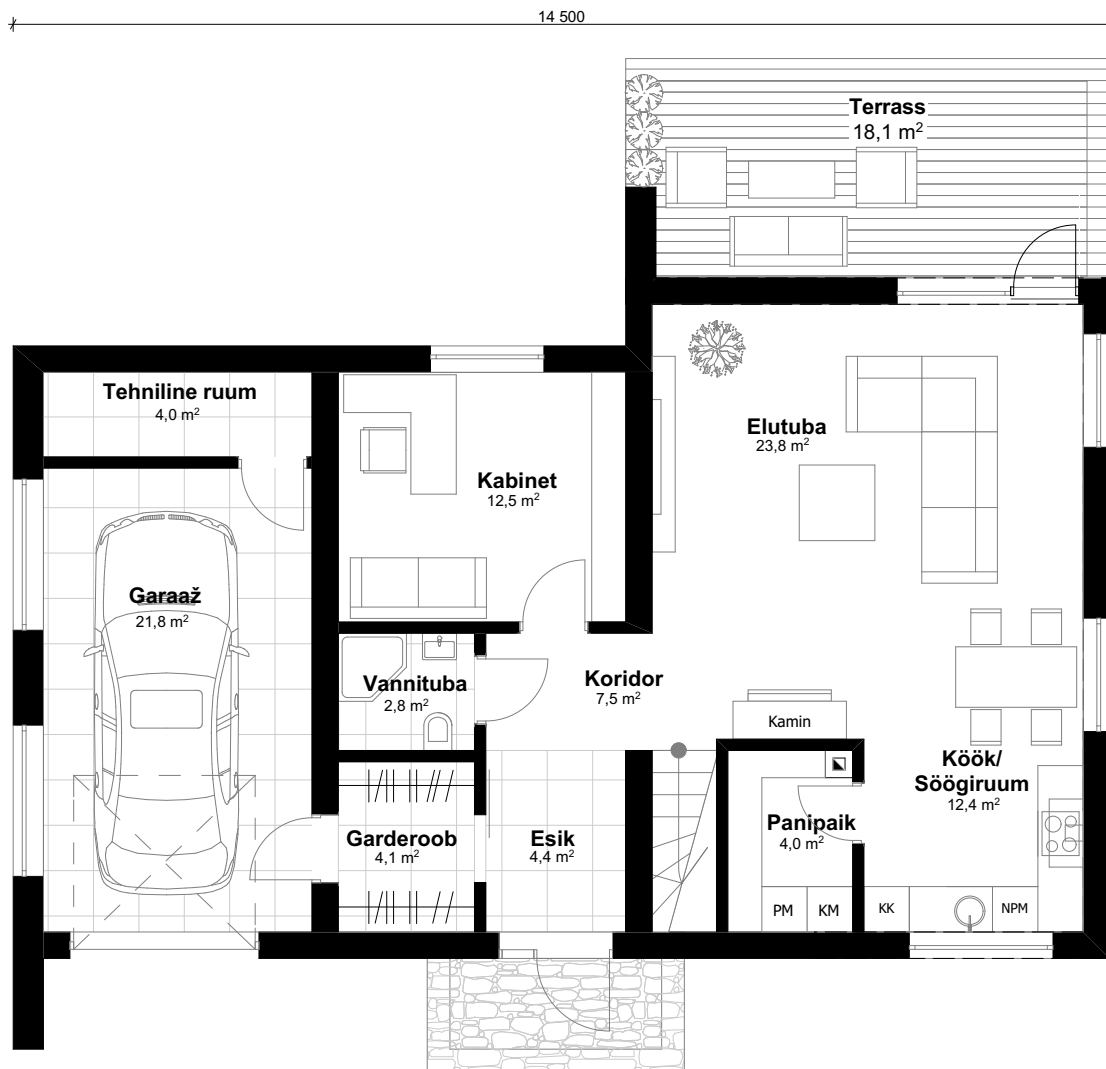 14 500
Terrass
18,1 m²
Tehniline ruum
4,0 m²
Elutuba
23,8 m²
Kabinet
12,5 m²
Garaaž
21,8 m²
Vannituba
2,8 m²
Koridor
7,5 m²
Kamin
Köök/
Söögiruum
12,4 m²
Garderoob
4,1 m²
Esik
4,4 m²
Panipaik
4,0 m²
PM
KM
KK
NPM